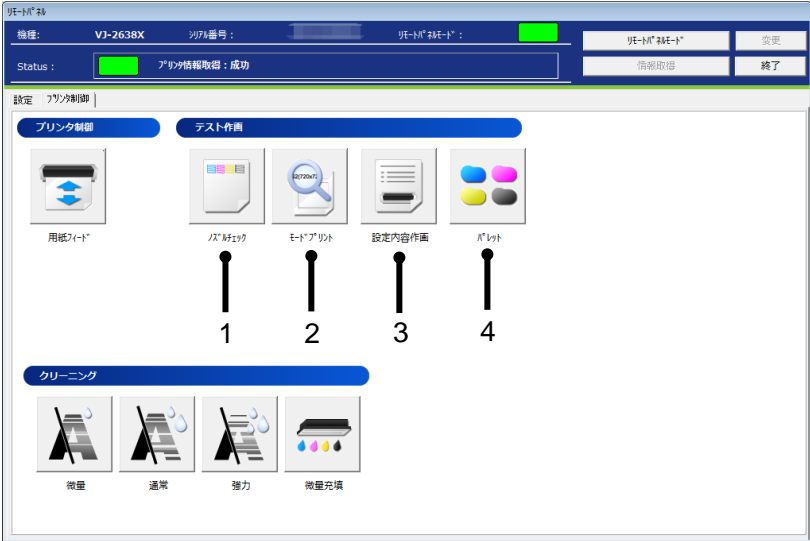 リモートパネル
機種: VJ-2638X シリアル番号: リモートパネルモード: リモートパネルモード 変更
Status : プリンタ情報取得:成功 情報取得 終了
設定 プリンタ制御
プリンタ制御 テスト作画
用紙フィード ノズルチェック モードプリント 設定内容作画 パレット
1 2 3 4
クリーニング
微量 通常 強力 微量充填